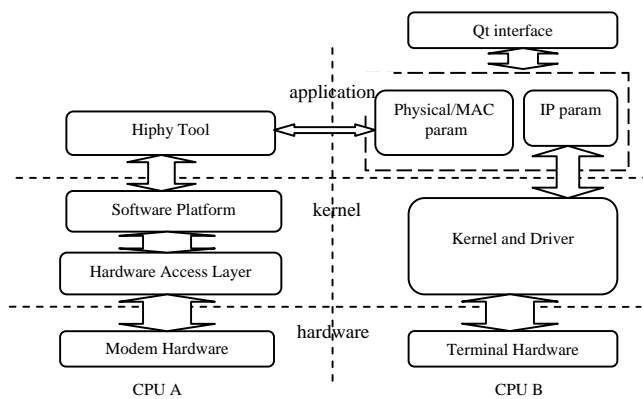 Qt interface
application
Physical/MAC
param
IP param
Hiphy Tool
Software Platform
kernel
Kernel and Driver
Hardware Access Layer
hardware
Modem Hardware
Terminal Hardware
CPU A
CPU B